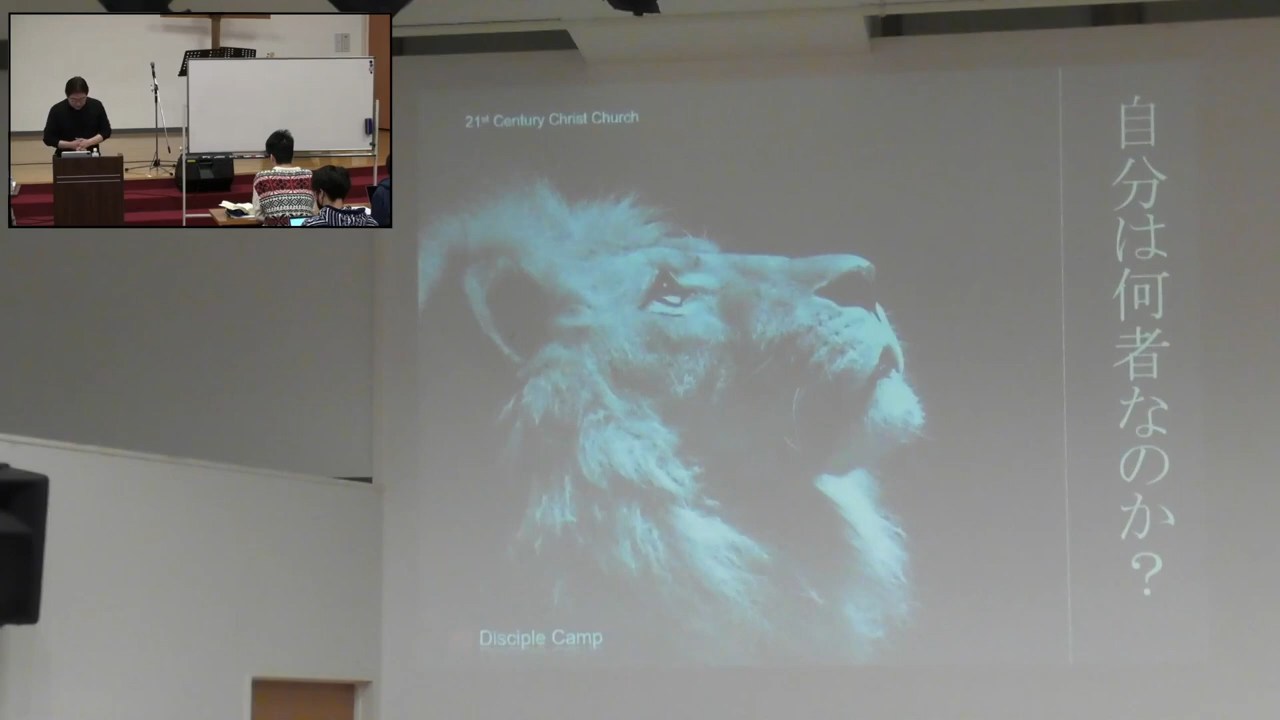 21st Century Christ Church
自分は何者なのか？
Disciple Camp